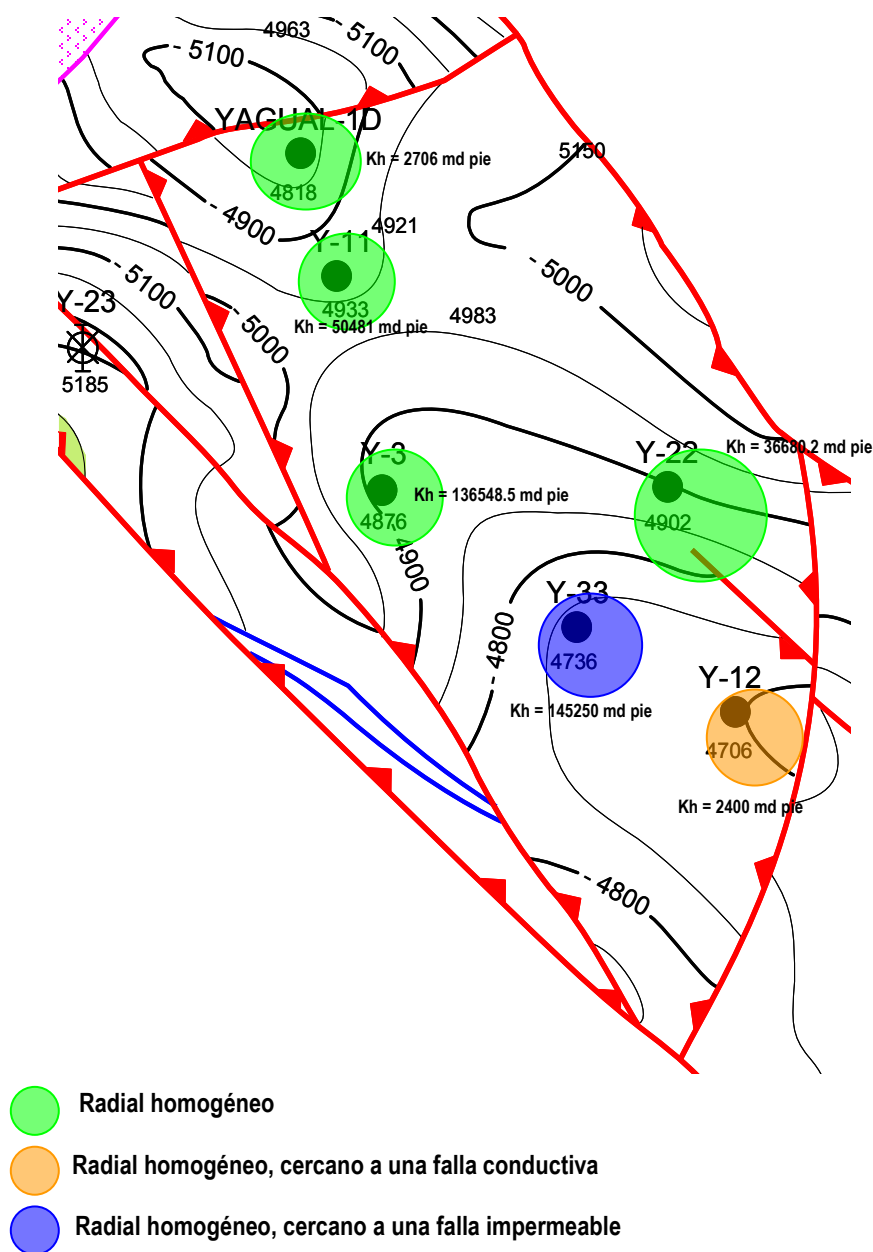 4963
- 5100
- 5100
YAGUAL-1D
5150
Kh = 2706 md pie
4818
- 4900
4921
Y-11
- 5100
- 5000
4933
Y-23
Kh = 50481 md pie
4983
- 5000
5185
Y-3
Y-22
Kh = 36680.2 md pie
Kh = 136548.5 md pie
4876
4902
- 4900
Y-33
- 4800
4736
Y-12
Kh = 145250 md pie
4706
Kh = 2400 md pie
- 4800
Radial homogéneo
Radial homogéneo, cercano a una falla conductiva
Radial homogéneo, cercano a una falla impermeable